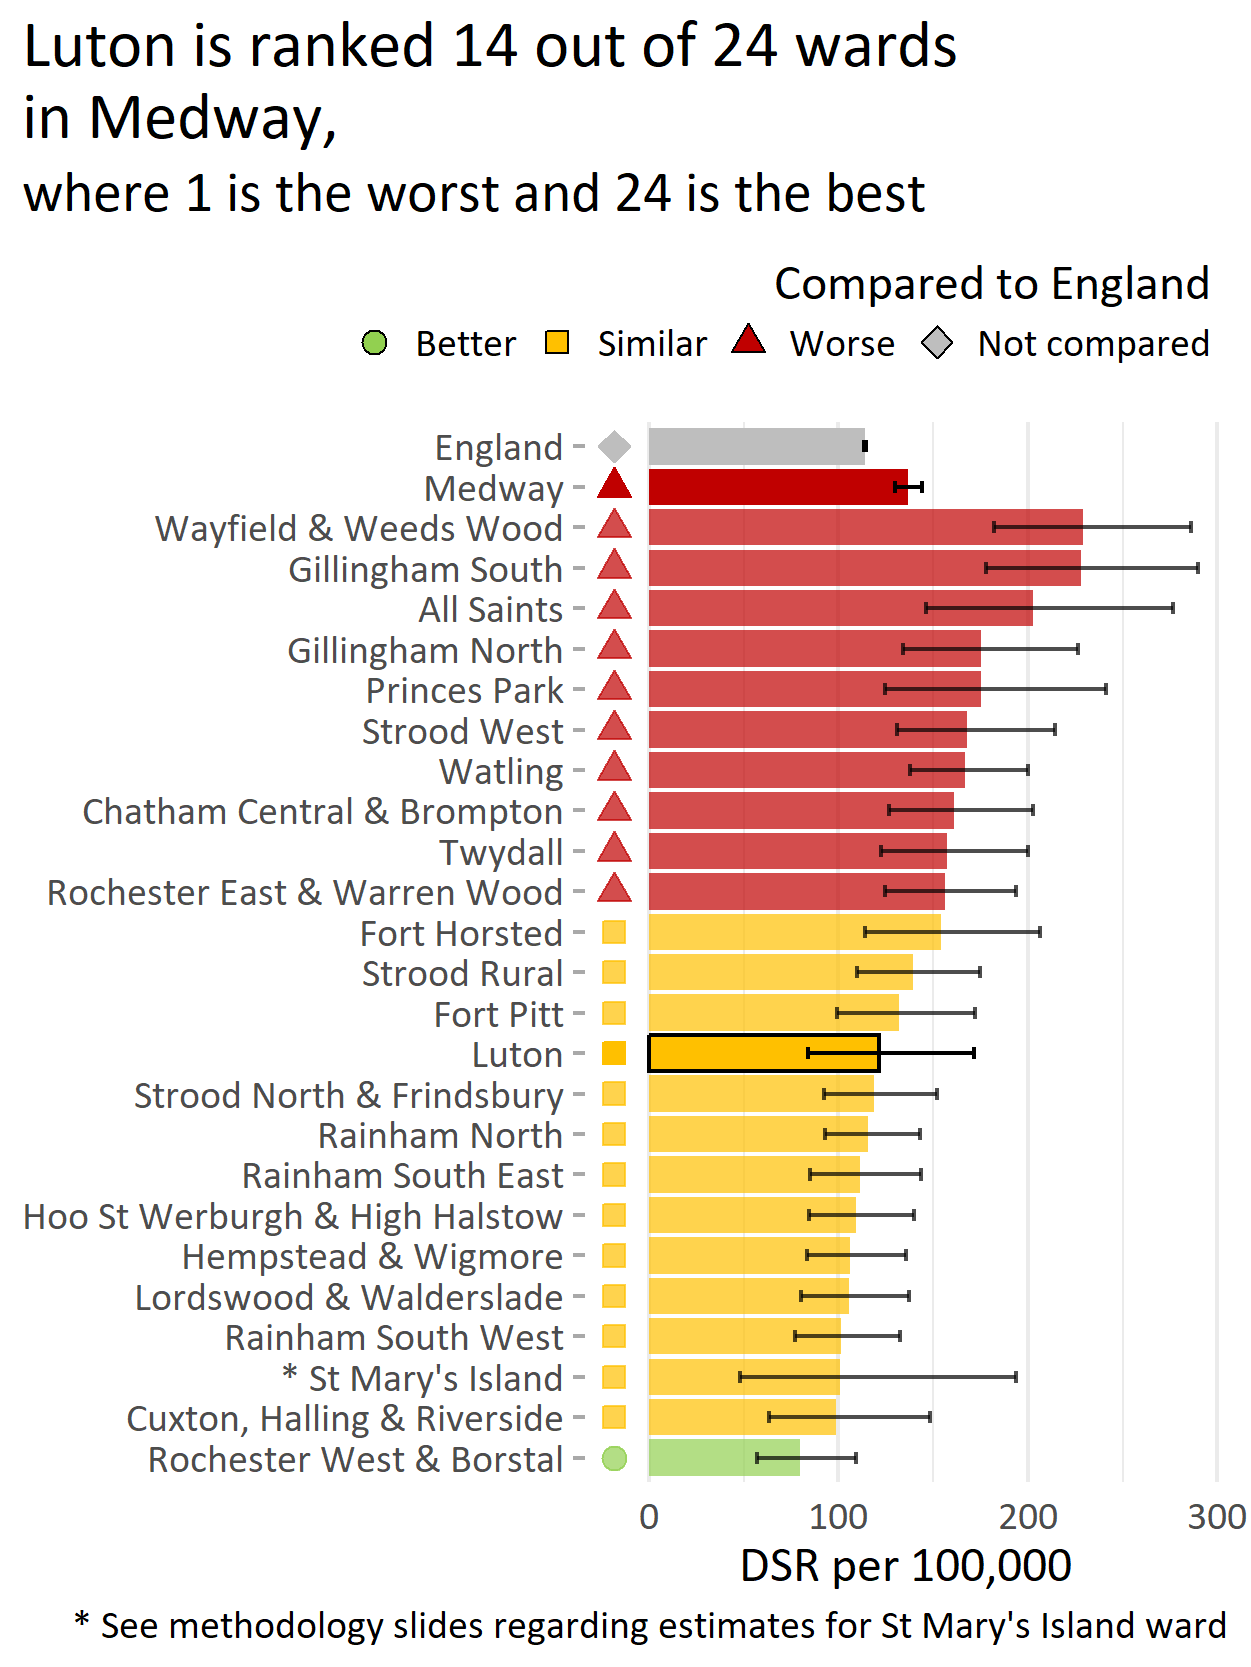 Luton is ranked 14 out of 24 wards
in Medway,
where 1 is the worst and 24 is the best
Compared to England
Better Similar Worse Not compared
England
Medway
Wayfield & Weeds Wood
Gillingham South
All Saints
Gillingham North
Princes Park
Strood West
Watling
Chatham Central & Brompton
Twydall
Rochester East & Warren Wood
Fort Horsted
Strood Rural
Fort Pitt
Luton
Strood North & Frindsbury
Rainham North
Rainham South East
Hoo St Werburgh & High Halstow
Hempstead & Wigmore
Lordswood & Walderslade
Rainham South West
* St Mary's Island
Cuxton, Halling & Riverside
Rochester West & Borstal
0 100 200 300
DSR per 100,000
* See methodology slides regarding estimates for St Mary's Island ward